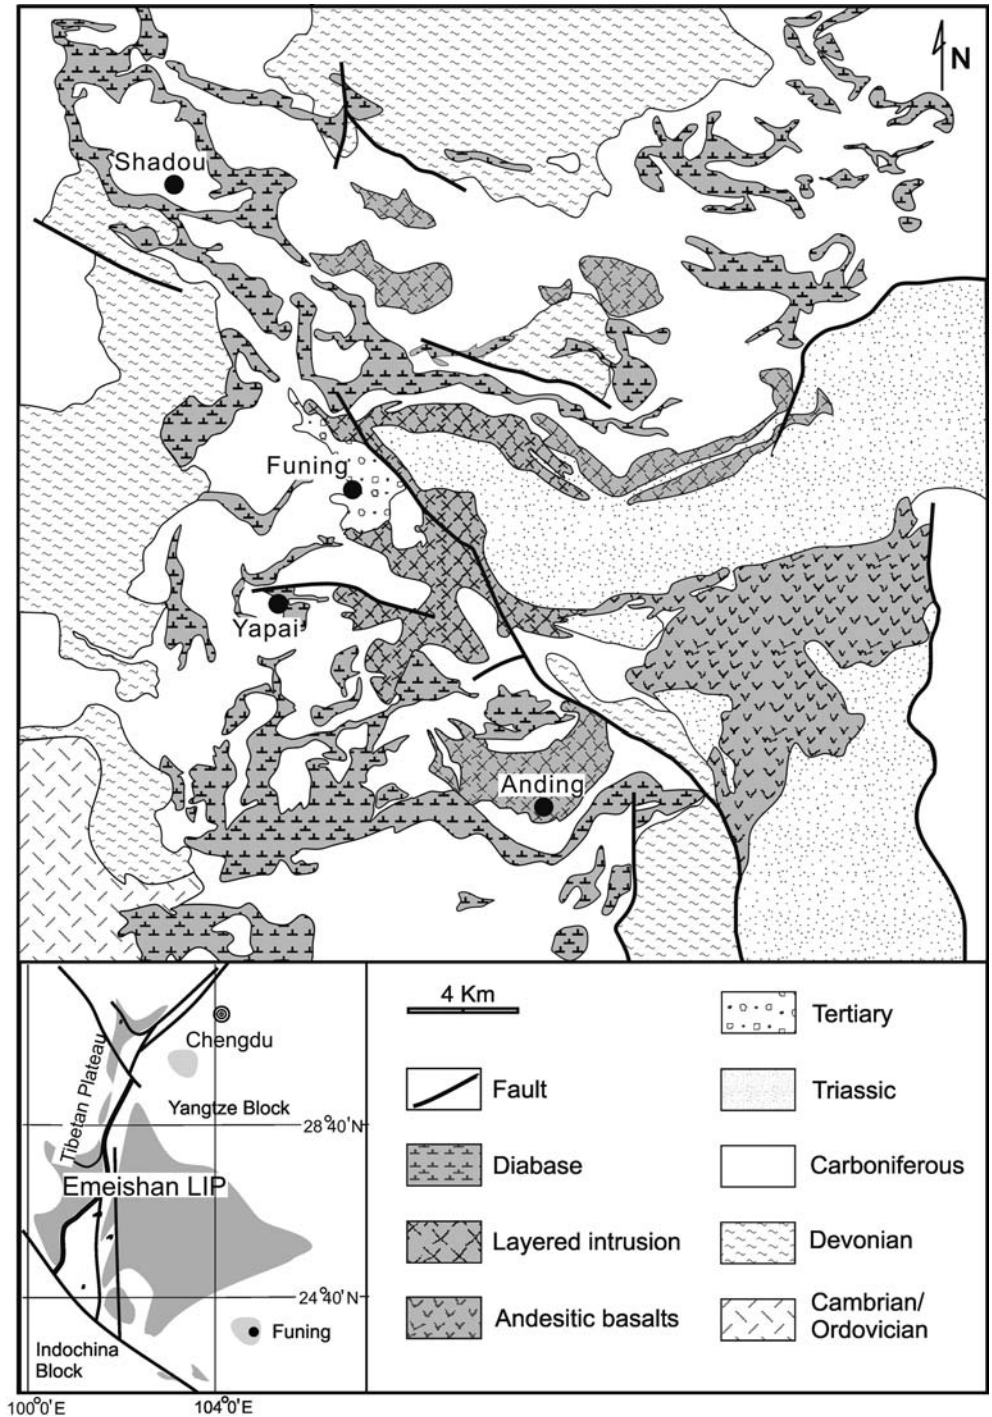 N
Shadou
Funing
Yapai
Anding
Tibetan Plateau
Chengdu
Yangtze Block
28°40'N
Emeishan LIP
24°40'N
Funing
Indochina
Block
100°0'E
104°0'E
4 Km
Fault
Diabase
Layered intrusion
Andesitic basalts
Tertiary
Triassic
Carboniferous
Devonian
Cambrian/
Ordovician